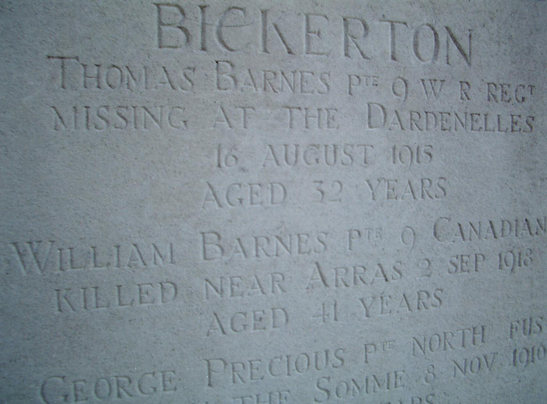 BICKERTON
THOMAS BARNES PTE 9 W R REGT
MISSING AT THE DARDENELLES
16 AUGUST 1915
AGED 32 YEARS
WILLIAM BARNES PTE 9 CANADIAN
KILLED NEAR ARRAS 2 SEP 1918
AGED 41 YEARS
GEORGE PRECIOUS PTE NORTH FUS
THE SOMME 8 NOV